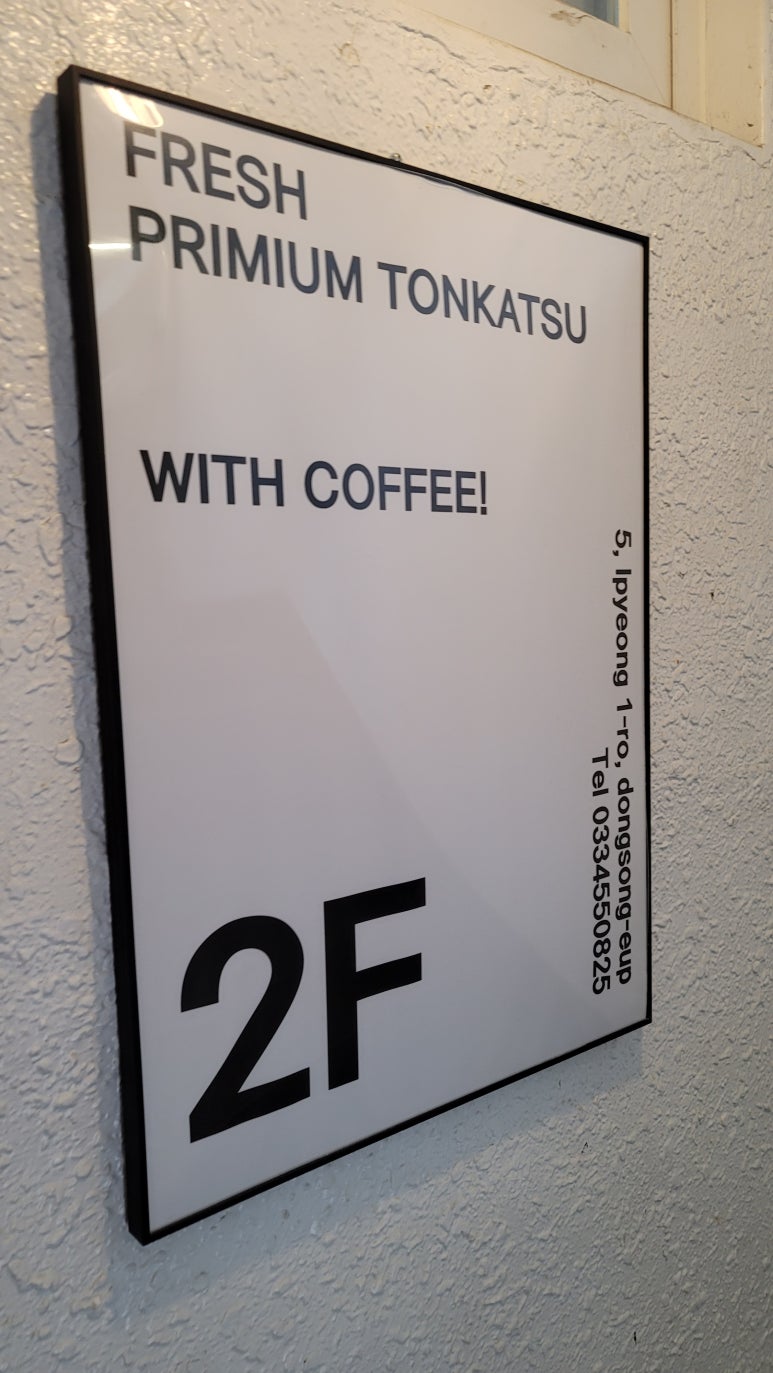 FRESH
PRIMIUM TONKATSU
WITH COFFEE!
5, Ipyeong 1-ro, dongsong-eup
Tel 0334550825
2F